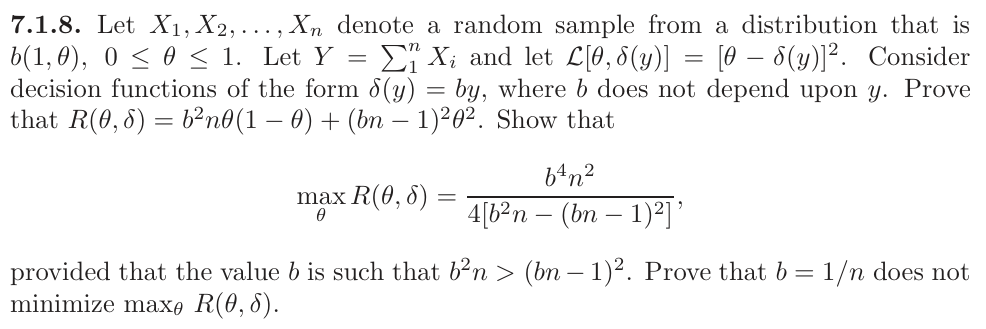 7.1.8. Let X₁, X₂, . . . , Xₙ denote a random sample from a distribution that is
b(1, θ), 0 ≤ θ ≤ 1. Let Y = ∑₁ⁿ Xᵢ and let ℒ[θ, δ(y)] = [θ − δ(y)]². Consider
decision functions of the form δ(y) = by, where b does not depend upon y. Prove
that R(θ, δ) = b²nθ(1 − θ) + (bn − 1)²θ². Show that
max_θ R(θ, δ) = b⁴n² / 4[b²n − (bn − 1)²],
provided that the value b is such that b²n > (bn − 1)². Prove that b = 1/n does not
minimize max_θ R(θ, δ).